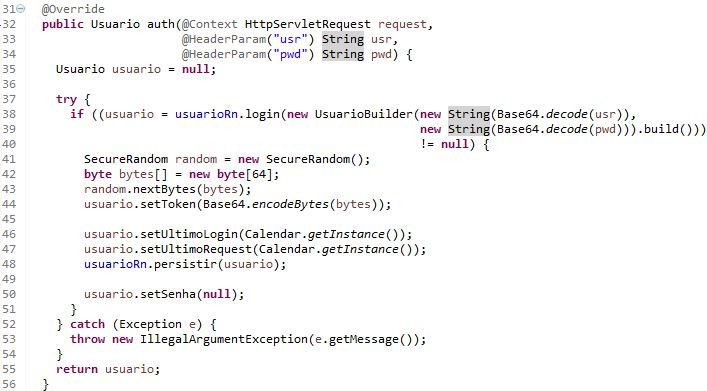 31 @Override
32 public Usuario auth(@Context HttpServletRequest request,
33 @HeaderParam("usr") String usr,
34 @HeaderParam("pwd") String pwd) {
35 Usuario usuario = null;
36
37 try {
38 if ((usuario = usuarioRn.login(new UsuarioBuilder(new String(Base64.decode(usr)),
39 new String(Base64.decode(pwd))).build()))
40 != null) {
41 SecureRandom random = new SecureRandom();
42 byte bytes[] = new byte[64];
43 random.nextBytes(bytes);
44 usuario.setToken(Base64.encodeBytes(bytes));
45
46 usuario.setUltimoLogin(Calendar.getInstance());
47 usuario.setUltimoRequest(Calendar.getInstance());
48 usuarioRn.persistir(usuario);
49
50 usuario.setSenha(null);
51 }
52 } catch (Exception e) {
53 throw new IllegalArgumentException(e.getMessage());
54 }
55 return usuario;
56 }